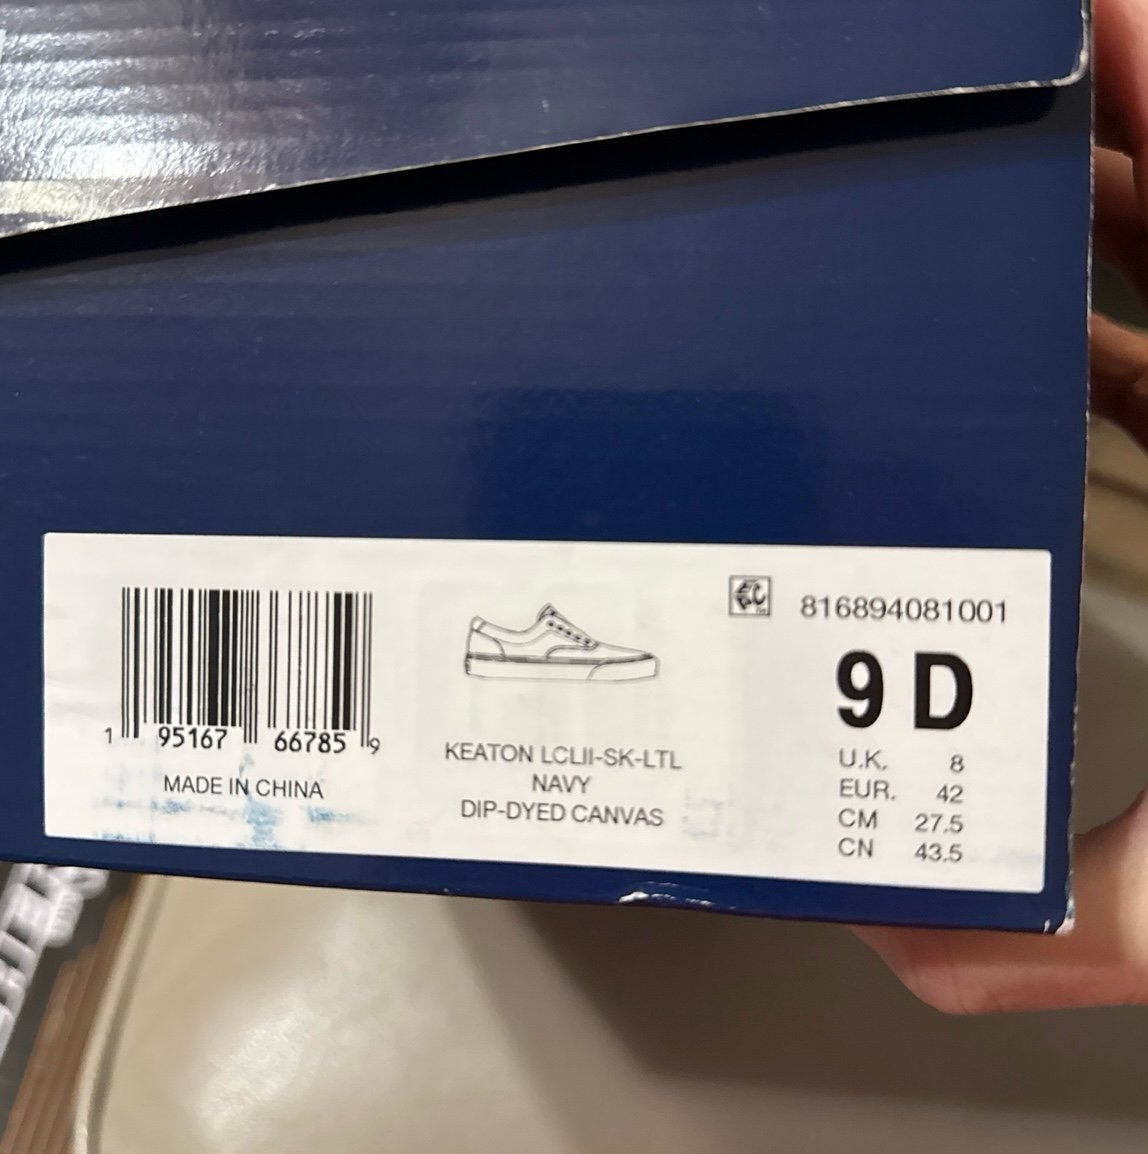 816894081001
9 D
U.K. 8
EUR. 42
CM 27.5
CN 43.5
1 95167 66785 9
MADE IN CHINA
KEATON LCLII-SK-LTL
NAVY
DIP-DYED CANVAS